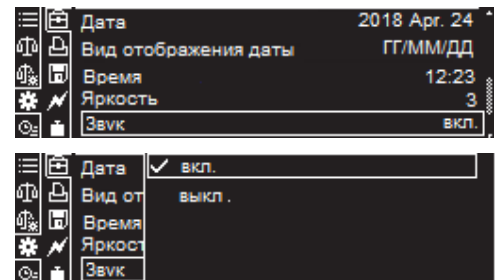 Дата 2018 Apr. 24
Вид отображения даты ГГ/ММ/ДД
Время 12:23
Яркость 3
Звук вкл.
Дата ✓ вкл.
Вид от выкл .
Время
Яркост
Звук